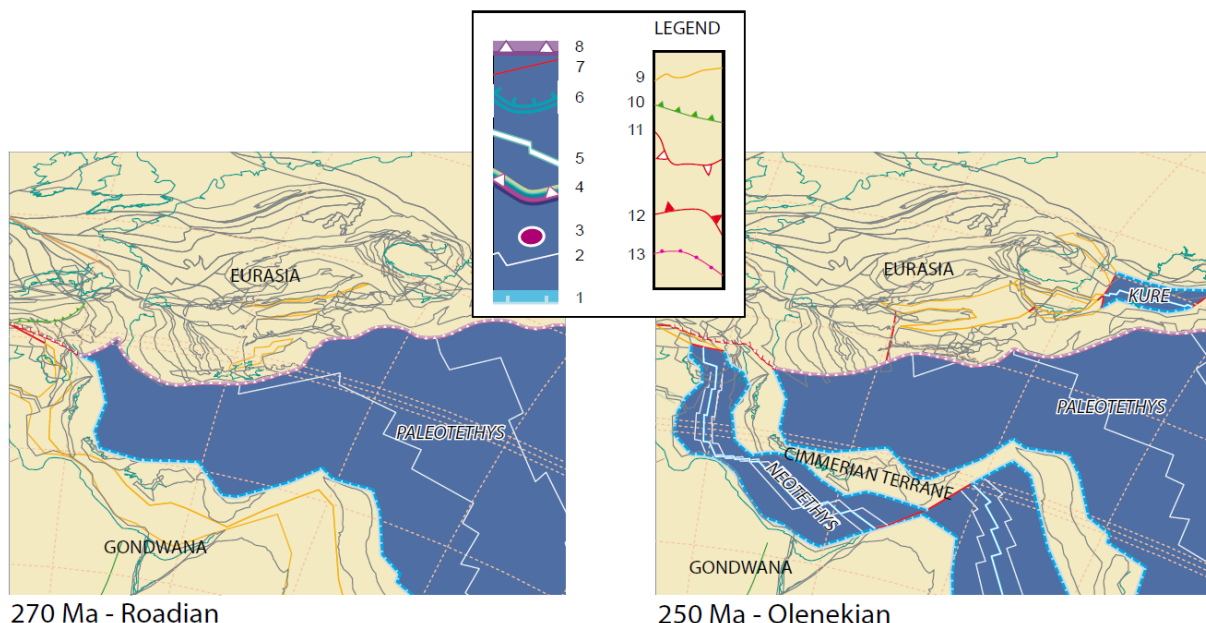 LEGEND
8
7
6
5
4
3
2
1
9
10
11
12
13
EURASIA
PALEOTETHYS
GONDWANA
270 Ma - Roadian
EURASIA
KURE
PALEOTETHYS
CIMMERIAN TERRANE
NEOTETHYS
GONDWANA
250 Ma - Olenekian